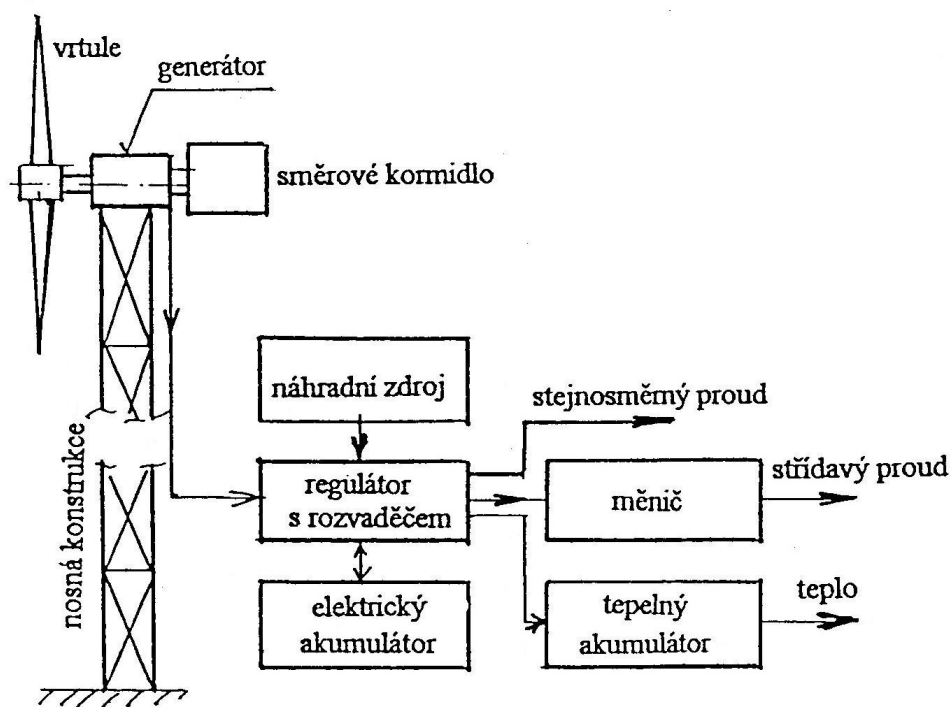 vrtule
generátor
směrové kormidlo
náhradní zdroj
stejnosměrný proud
střídavý proud
regulátor
s rozvaděčem
měnič
nosná konstrukce
elektrický
akumulátor
tepelný
akumulátor
teplo